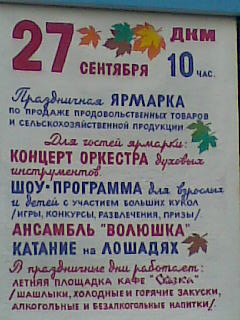 27 ДКМ
СЕНТЯБРЯ 10 ЧАС.
Праздничная ЯРМАРКА
ПО ПРОДАЖЕ ПРОДОВОЛЬСТВЕННЫХ ТОВАРОВ
И СЕЛЬСКОХОЗЯЙСТВЕННОЙ ПРОДУКЦИИ
Для гостей ярмарки:
КОНЦЕРТ ОРКЕСТРА духовых
инструментов.
ШОУ-ПРОГРАММА для взрослых
и детей С УЧАСТИЕМ БОЛЬШИХ КУКОЛ
/ИГРЫ, КОНКУРСЫ, РАЗВЛЕЧЕНИЯ, ПРИЗЫ/
АНСАМБЛЬ "ВОЛЮШКА"
КАТАНИЕ на ЛОШАДЯХ
В праздничные дни работает:
ЛЕТНЯЯ ПЛОЩАДКА КАФЕ "Сказка"
/ШАШЛЫКИ, ХОЛОДНЫЕ И ГОРЯЧИЕ ЗАКУСКИ,
АЛКОГОЛЬНЫЕ И БЕЗАЛКОГОЛЬНЫЕ НАПИТКИ/.